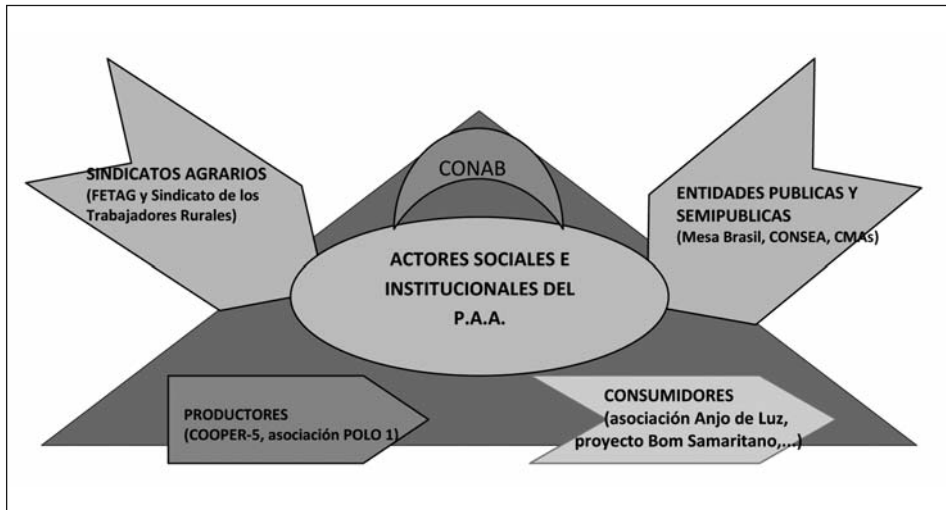 CONAB
SINDICATOS AGRARIOS
(FETAG y Sindicato de los
Trabajadores Rurales)
ENTIDADES PUBLICAS Y
SEMIPUBLICAS
(Mesa Brasil, CONSEA, CMAs)
ACTORES SOCIALES E
INSTITUCIONALES DEL
P.A.A.
PRODUCTORES
(COOPER-5, asociación POLO 1)
CONSUMIDORES
(asociación Anjo de Luz,
proyecto Bom Samaritano,...)